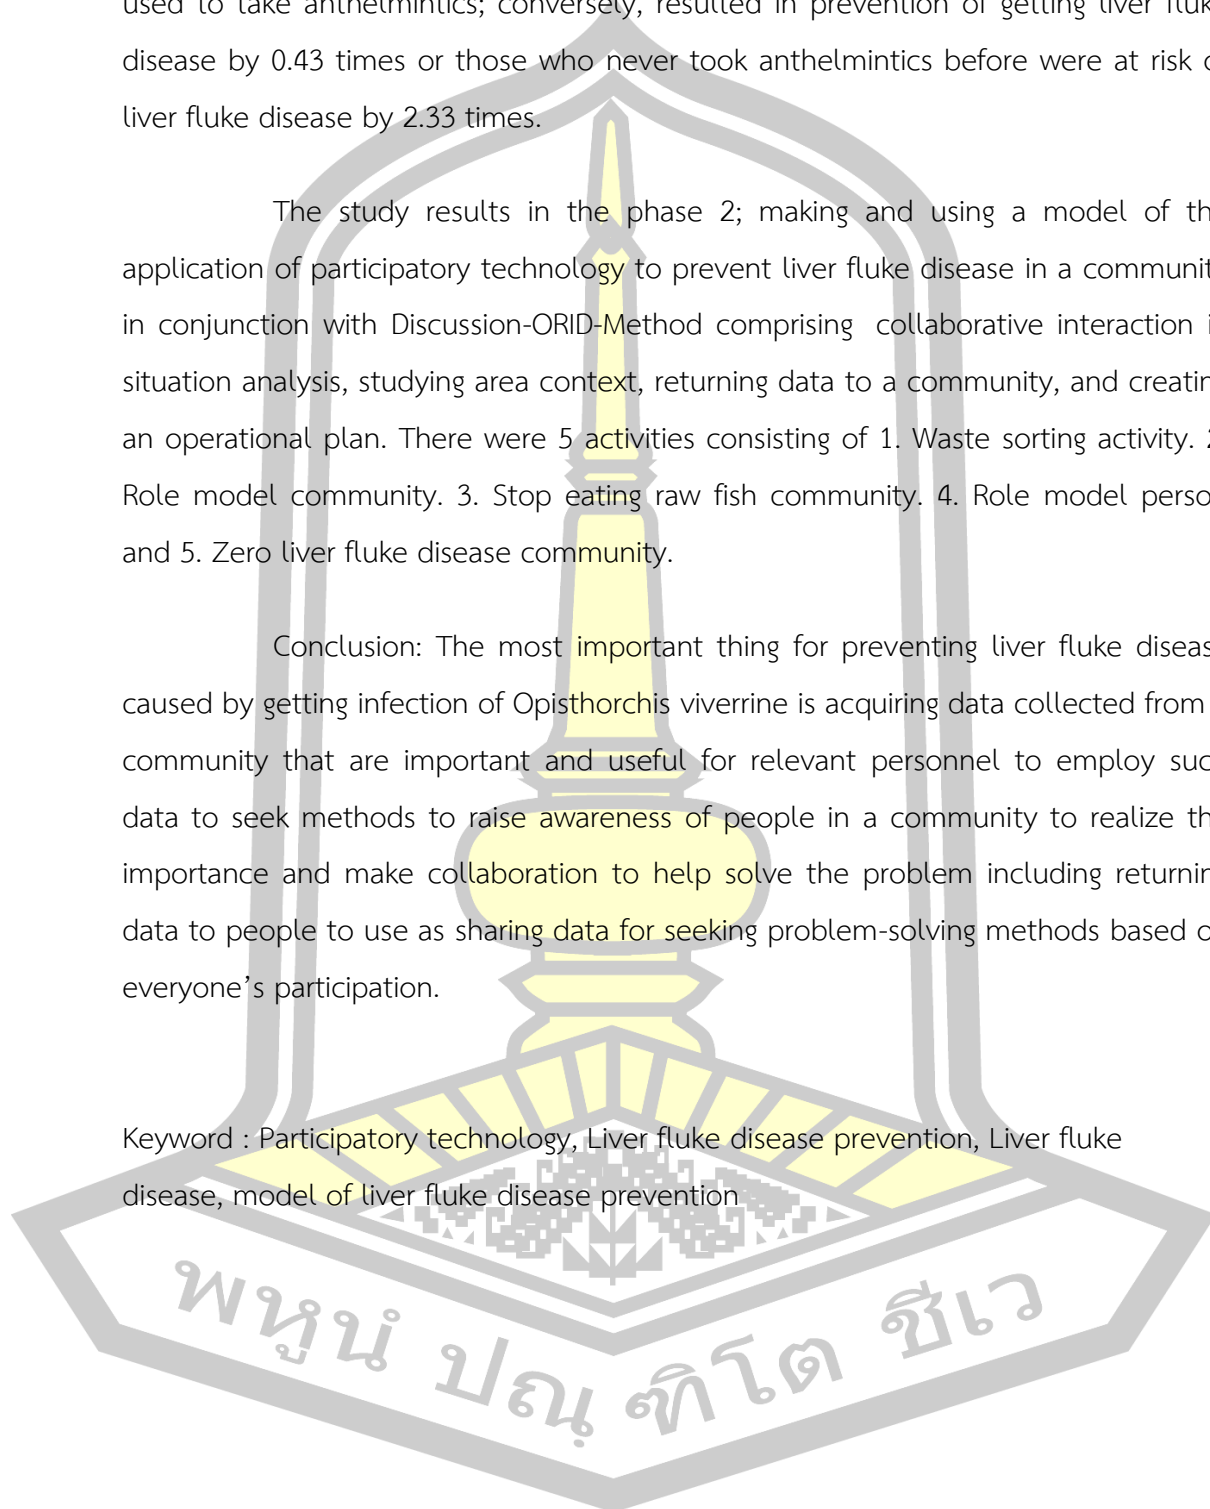 used to take anthelmintics; conversely, resulted in prevention of getting liver fluk
disease by 0.43 times or those who never took anthelmintics before were at risk o
liver fluke disease by 2.33 times.
The study results in the phase 2; making and using a model of th
application of participatory technology to prevent liver fluke disease in a communit
in conjunction with Discussion-ORID-Method comprising collaborative interaction i
situation analysis, studying area context, returning data to a community, and creatin
an operational plan. There were 5 activities consisting of 1. Waste sorting activity. 2
Role model community. 3. Stop eating raw fish community. 4. Role model perso
and 5. Zero liver fluke disease community.
Conclusion: The most important thing for preventing liver fluke diseas
caused by getting infection of Opisthorchis viverrine is acquiring data collected from
community that are important and useful for relevant personnel to employ suc
data to seek methods to raise awareness of people in a community to realize th
importance and make collaboration to help solve the problem including returnin
data to people to use as sharing data for seeking problem-solving methods based o
everyone’s participation.
Keyword : Participatory technology, Liver fluke disease prevention, Liver fluke
disease, model of liver fluke disease prevention
พหูนํ ปณฺฑิโต ชีเว